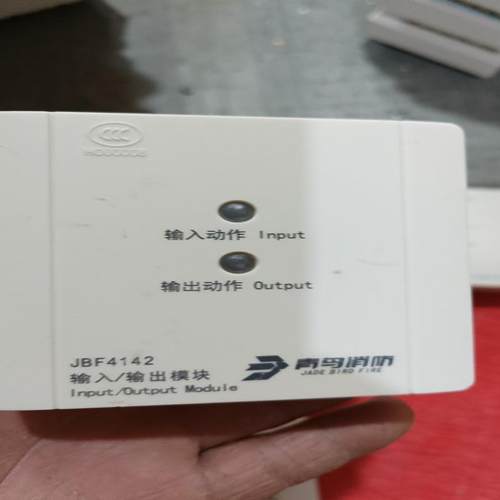 CCC
输入动作 Input
输出动作 Output
JBF4142
输入/输出模块
Input/Output Module
青鸟消防
JADE BIRD FIRE